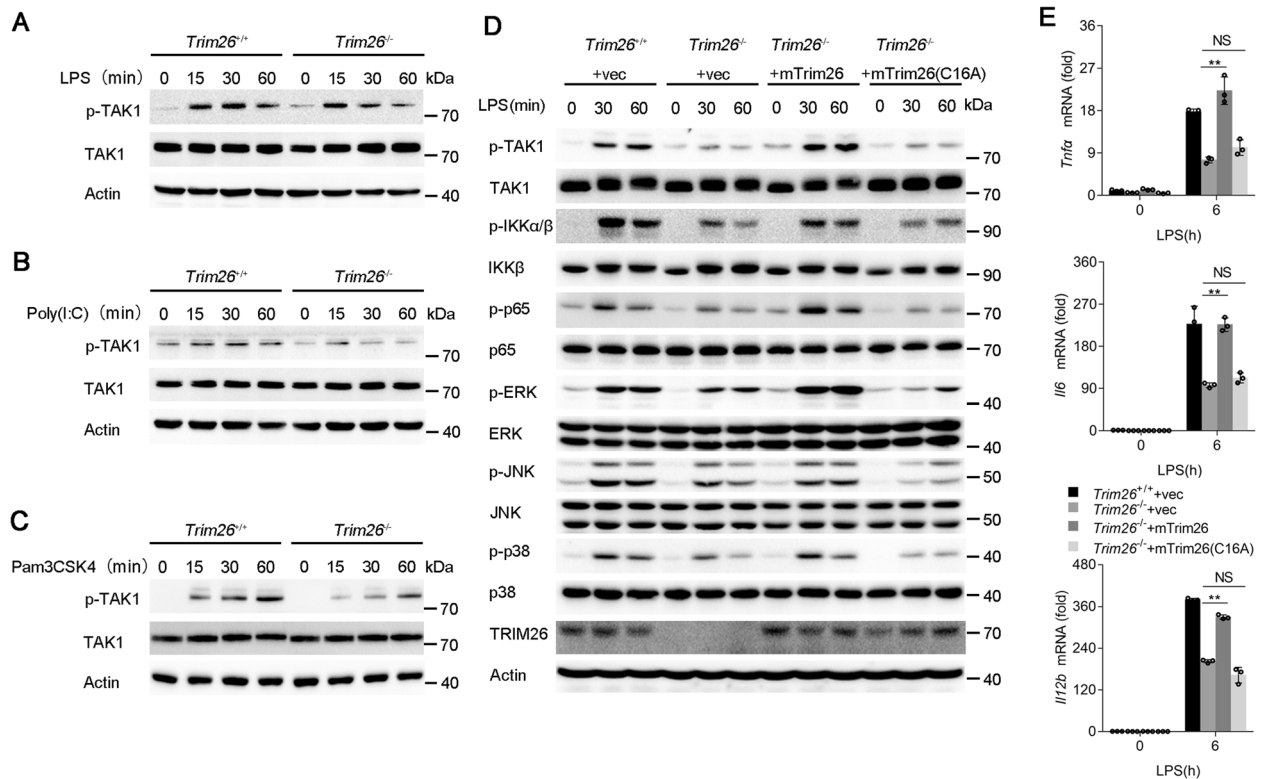 A
Trim26+/+ Trim26-/-
LPS (min) 0 15 30 60 0 15 30 60 kDa
p-TAK1 70
TAK1 70
Actin 40
B
Trim26+/+ Trim26-/-
Poly(I:C) (min) 0 15 30 60 0 15 30 60 kDa
p-TAK1 70
TAK1 70
Actin 40
C
Trim26+/+ Trim26-/-
Pam3CSK4 (min) 0 15 30 60 0 15 30 60 kDa
p-TAK1 70
TAK1 70
Actin 40
D
Trim26+/+ Trim26-/- Trim26-/- Trim26-/-
+vec +vec +mTrim26 +mTrim26(C16A)
LPS(min) 0 30 60 0 30 60 0 30 60 0 30 60 kDa
p-TAK1 70
TAK1 70
p-IKKα/β 90
IKKβ 90
p-p65 70
p65 70
p-ERK 40
ERK 40
p-JNK 50
JNK 50
p-p38 40
p38 40
TRIM26 70
Actin 40
E
Tnfα mRNA (fold)
36
27
18
9
0
NS
**
0 6
LPS(h)
Il6 mRNA (fold)
360
270
180
90
0
NS
**
0 6
LPS(h)
Trim26+/++vec
Trim26-/-+vec
Trim26-/-+mTrim26
Trim26-/-+mTrim26(C16A)
Il12b mRNA (fold)
480
360
240
120
0
NS
**
0 6
LPS(h)